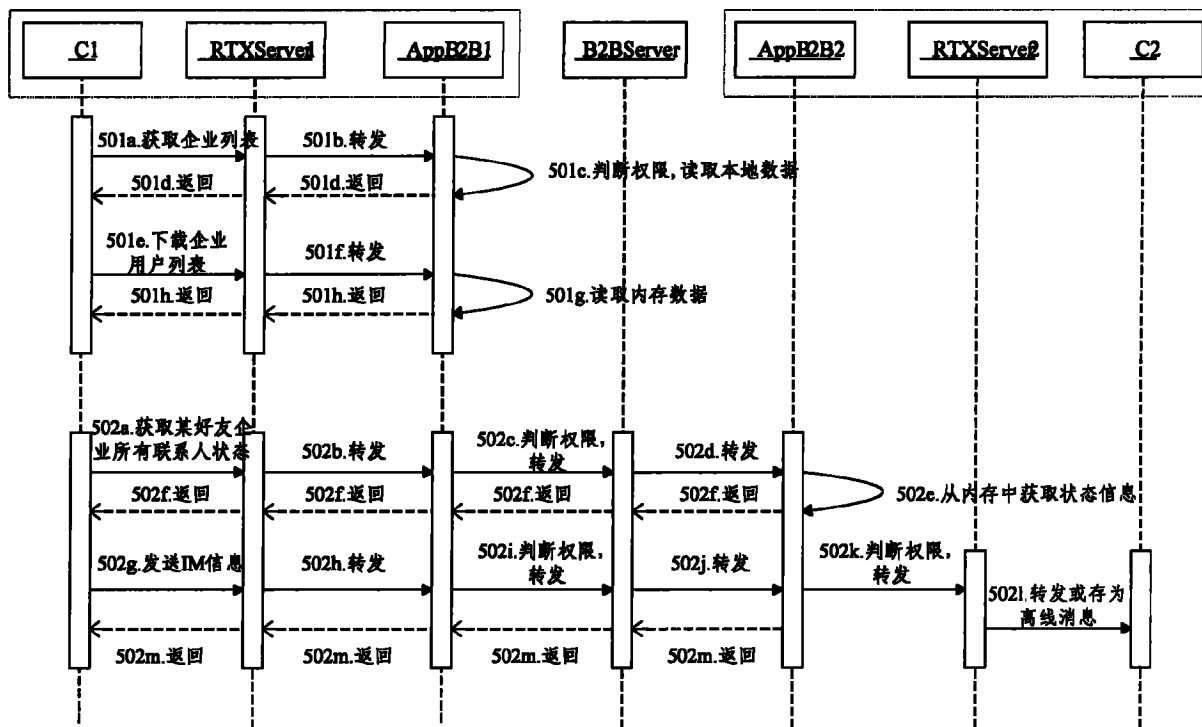 C1 RTXServer1 AppB2B1 B2BServer AppB2B2 RTXServer2 C2
501a.获取企业列表 501b.转发
501c.判断权限,读取本地数据
501d.返回 501d.返回
501e.下载企业
用户列表
501f.转发
501g.读取内存数据
501h.返回 501h.返回
502a.获取某好友企
业所有联系人状态
502b.转发
502c.判断权限,
转发
502d.转发
502e.从内存中获取状态信息
502f.返回 502f.返回 502f.返回 502f.返回
502g.发送IM信息 502h.转发
502i.判断权限,
转发
502j.转发
502k.判断权限,
转发
502l.转发或存为
离线消息
502m.返回 502m.返回 502m.返回 502m.返回